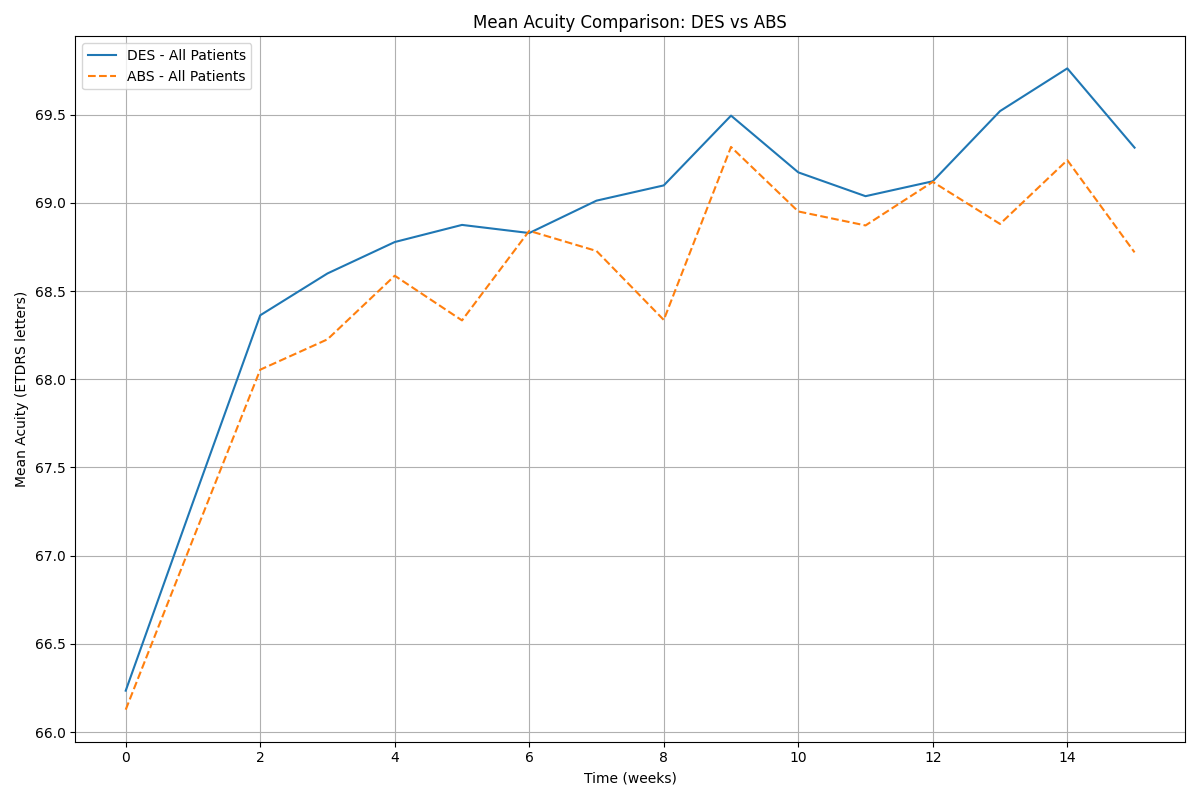 Mean Acuity Comparison: DES vs ABS
DES - All Patients
ABS - All Patients
Mean Acuity (ETDRS letters)
69.5
69.0
68.5
68.0
67.5
67.0
66.5
66.0
0 2 4 6 8 10 12 14
Time (weeks)